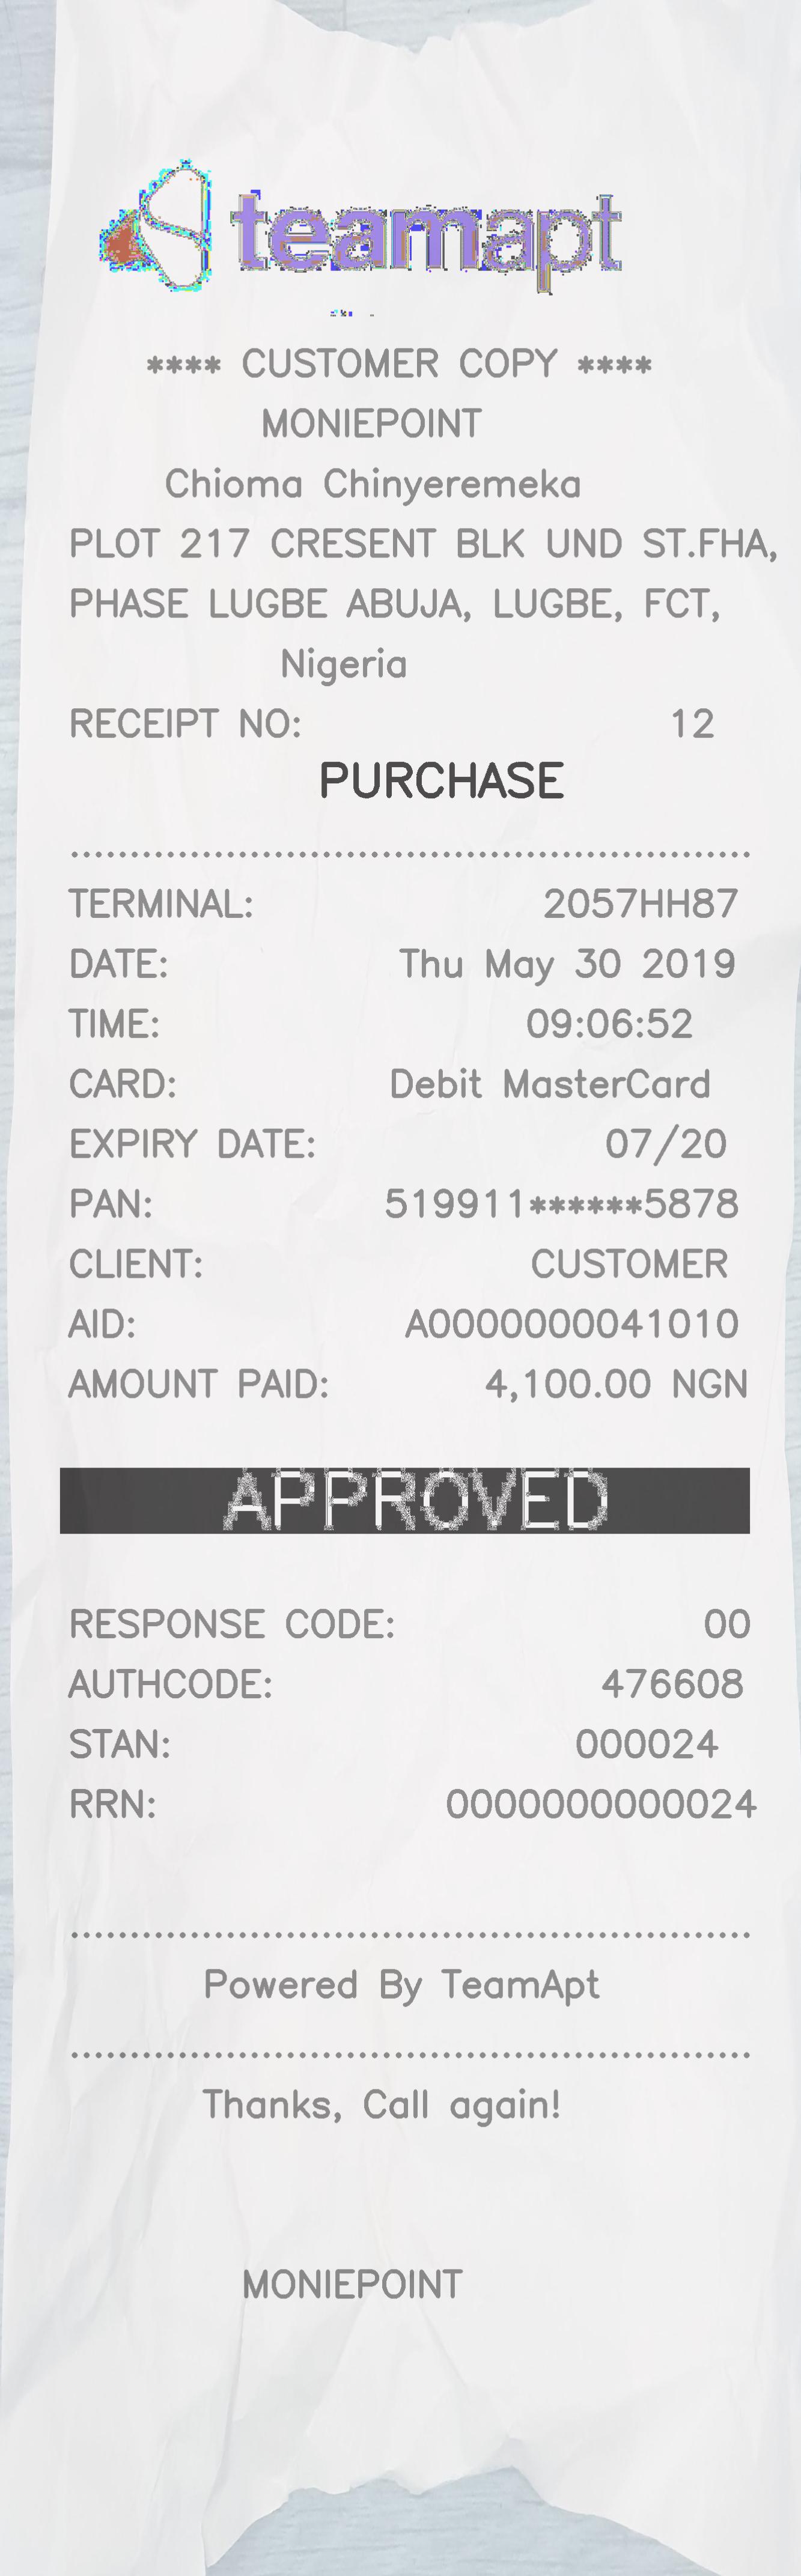 teamapt
**** CUSTOMER COPY ****
MONIEPOINT
Chioma Chinyeremeka
PLOT 217 CRESENT BLK UND ST.FHA,
PHASE LUGBE ABUJA, LUGBE, FCT,
Nigeria
RECEIPT NO: 12
PURCHASE
TERMINAL: 2057HH87
DATE: Thu May 30 2019
TIME: 09:06:52
CARD: Debit MasterCard
EXPIRY DATE: 07/20
PAN: 519911******5878
CLIENT: CUSTOMER
AID: A0000000041010
AMOUNT PAID: 4,100.00 NGN
APPROVED
RESPONSE CODE: 00
AUTHCODE: 476608
STAN: 000024
RRN: 0000000000024
Powered By TeamApt
Thanks, Call again!
MONIEPOINT